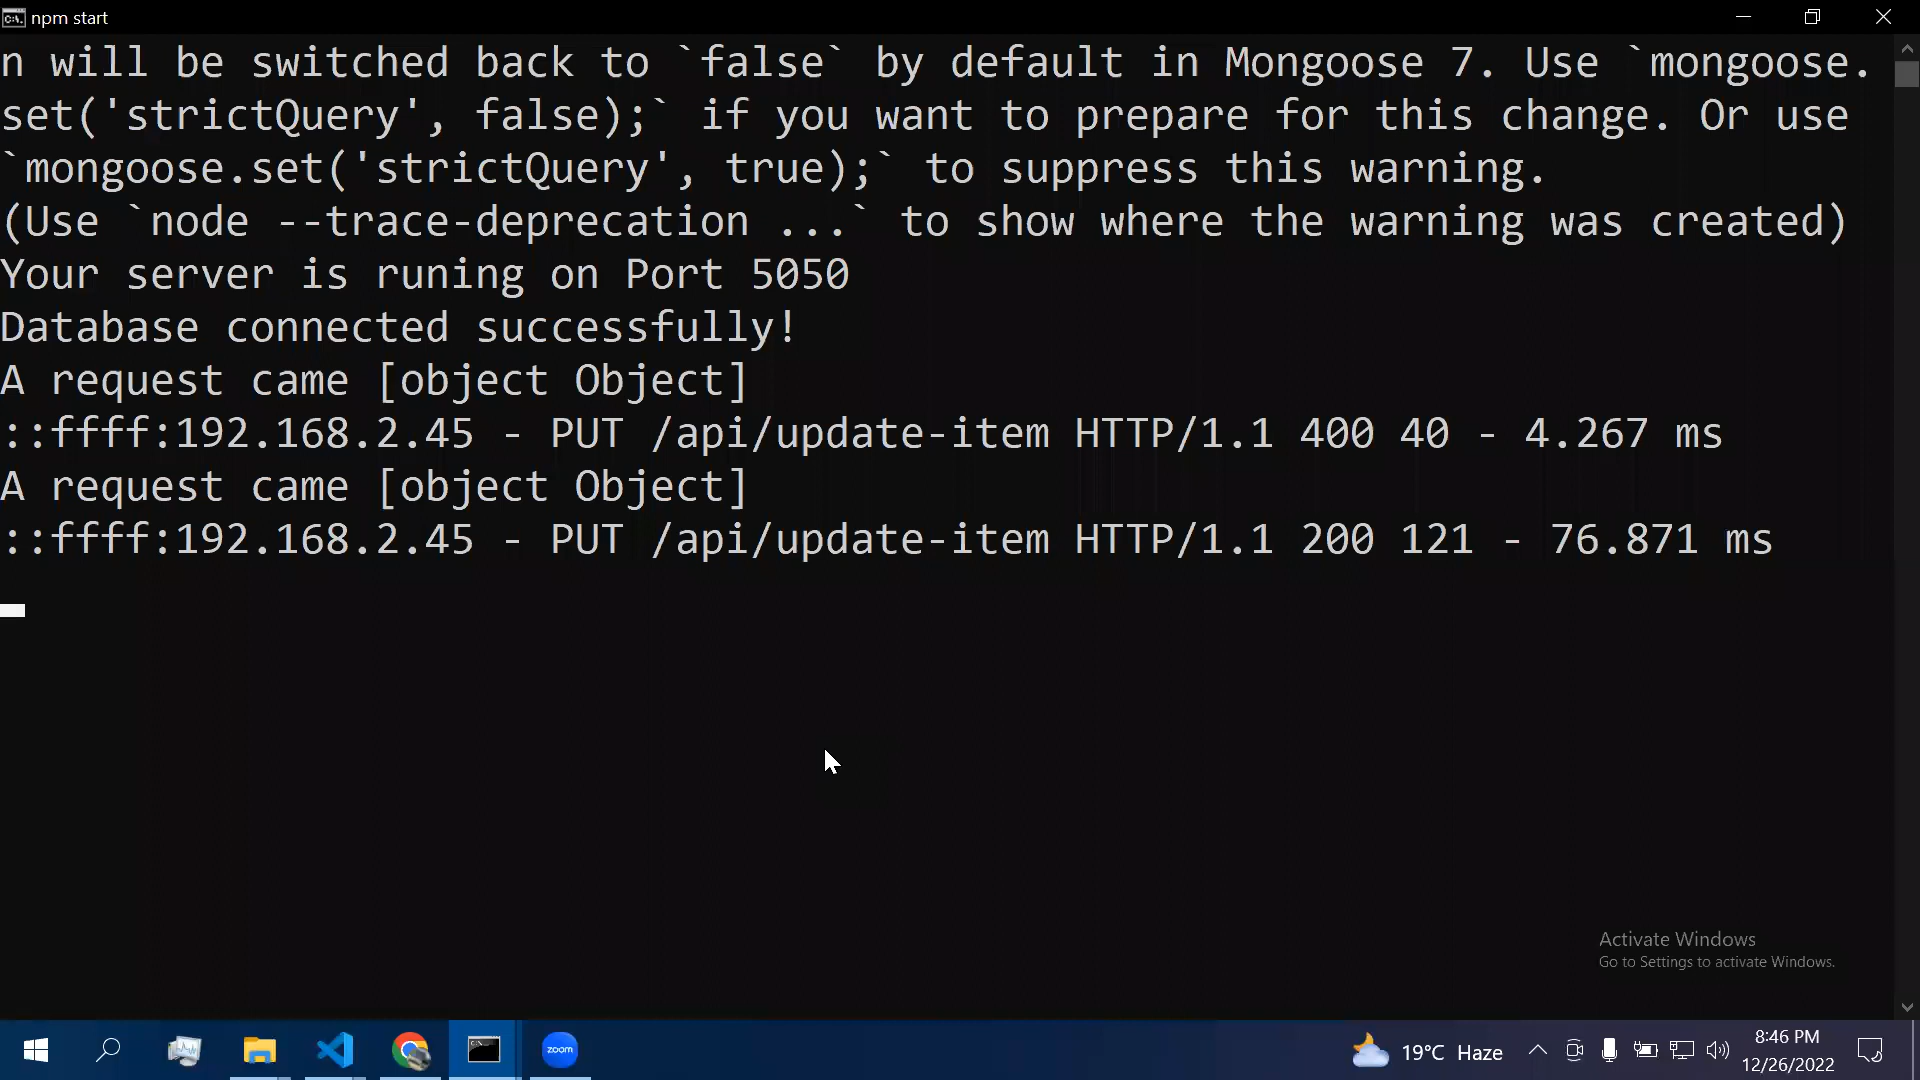 npm start
n will be switched back to `false` by default in Mongoose 7. Use `mongoose.
set('strictQuery', false);` if you want to prepare for this change. Or use
`mongoose.set('strictQuery', true);` to suppress this warning.
(Use `node --trace-deprecation ...` to show where the warning was created)
Your server is runing on Port 5050
Database connected successfully!
A request came [object Object]
::ffff:192.168.2.45 - PUT /api/update-item HTTP/1.1 400 40 - 4.267 ms
A request came [object Object]
::ffff:192.168.2.45 - PUT /api/update-item HTTP/1.1 200 121 - 76.871 ms
Activate Windows
Go to Settings to activate Windows.
zoom
19°C Haze
8:46 PM
12/26/2022